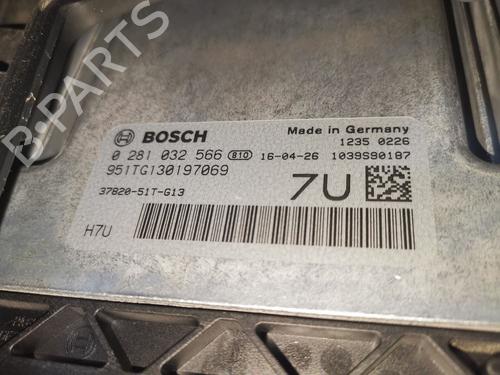 B-PARTS
BOSCH
Made in Germany
0 281 032 566 810 16-04-26
1235 0226
1039S90187
951TG130197069
7U
37820-51T-G13
H7U